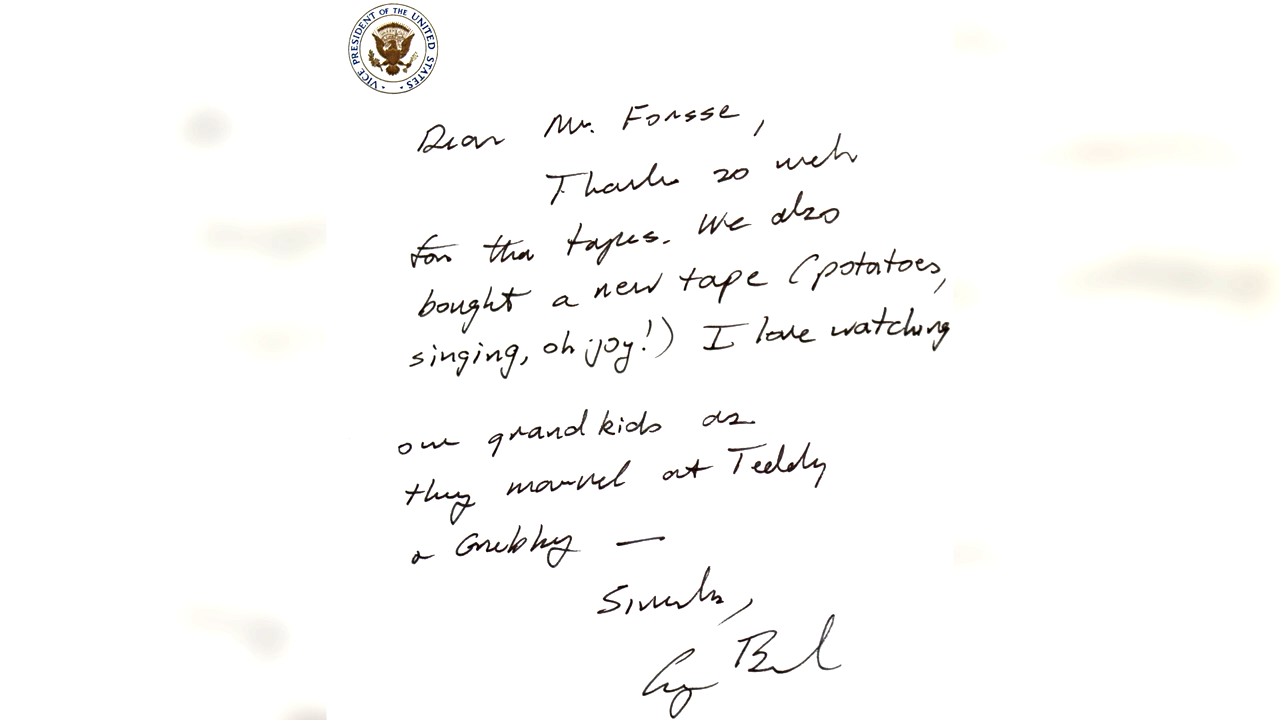 VICE PRESIDENT OF THE UNITED STATES
Dear Mr. Forsse,
Thanks so much
for the tapes. We also
bought a new tape (potatoes,
singing, oh joy!) I love watching
our grandkids as
they marvel at Teddy
& Grubby —
Sincerely,
George Bush